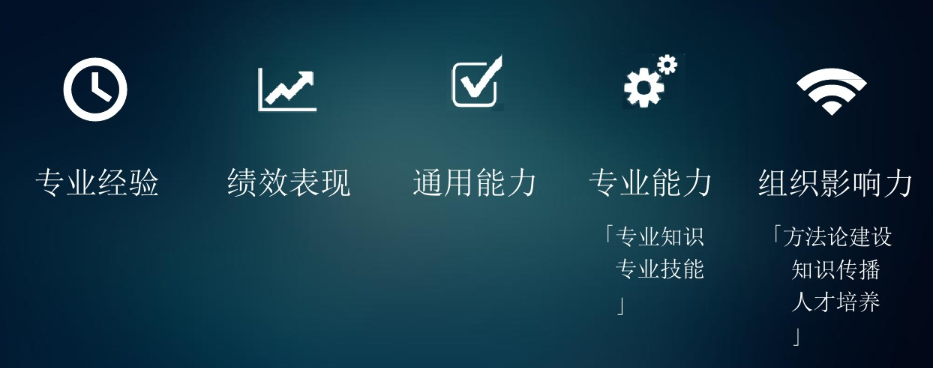 专业经验
绩效表现
通用能力
专业能力
组织影响力
「专业知识
专业技能
」
「方法论建设
知识传播
人才培养
」